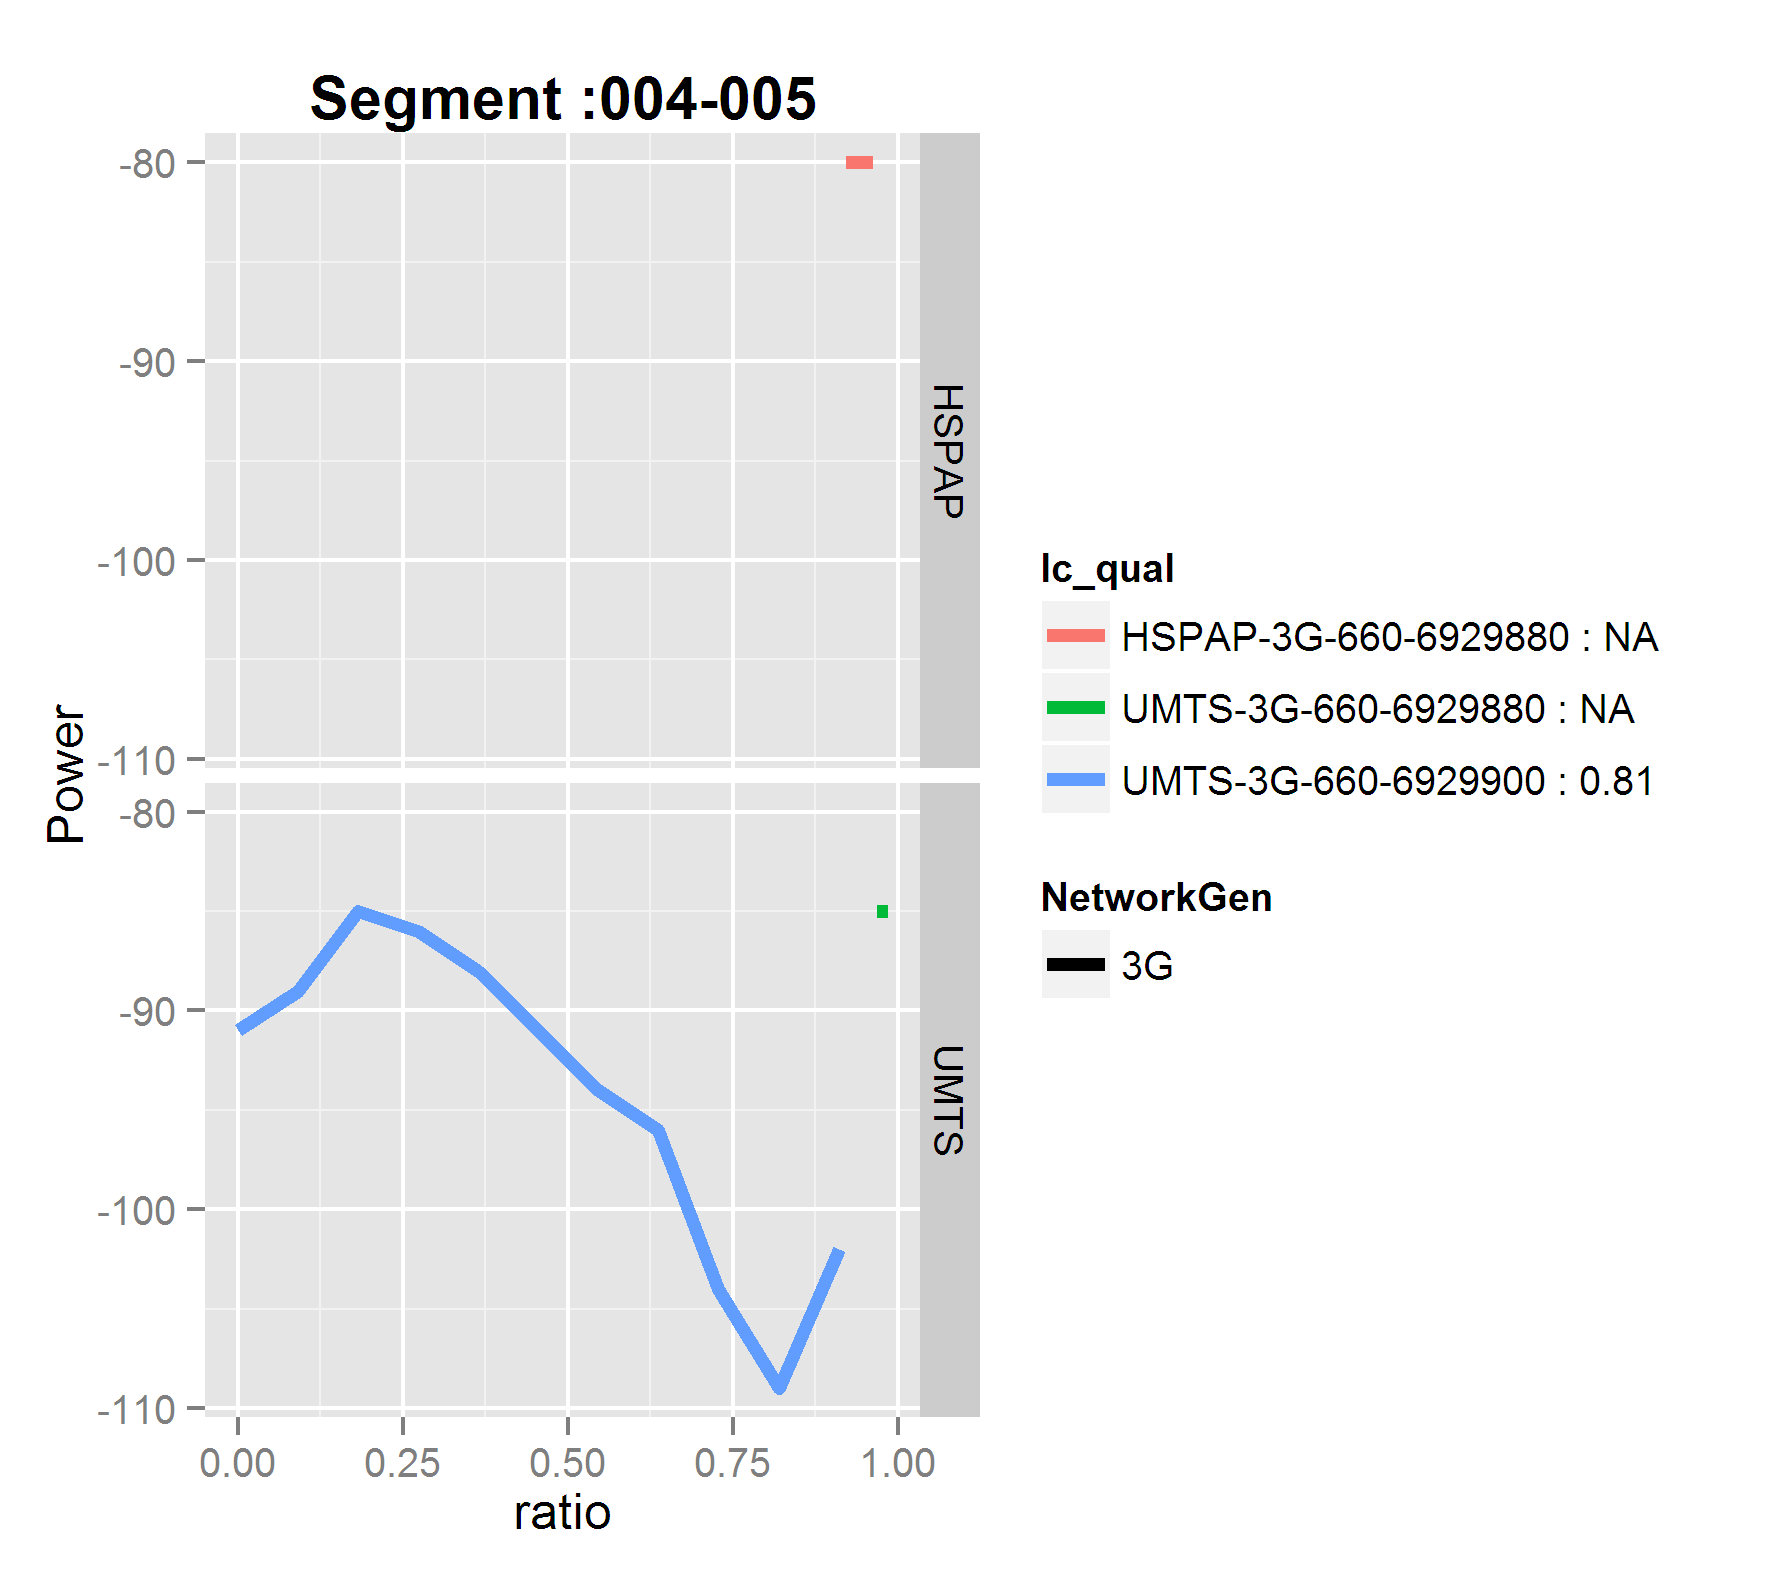 Segment :004-005
-80
-90
-100
-110
HSPAP
Power
-80
-90
-100
-110
UMTS
0.00 0.25 0.50 0.75 1.00
ratio
lc_qual
HSPAP-3G-660-6929880 : NA
UMTS-3G-660-6929880 : NA
UMTS-3G-660-6929900 : 0.81
NetworkGen
3G